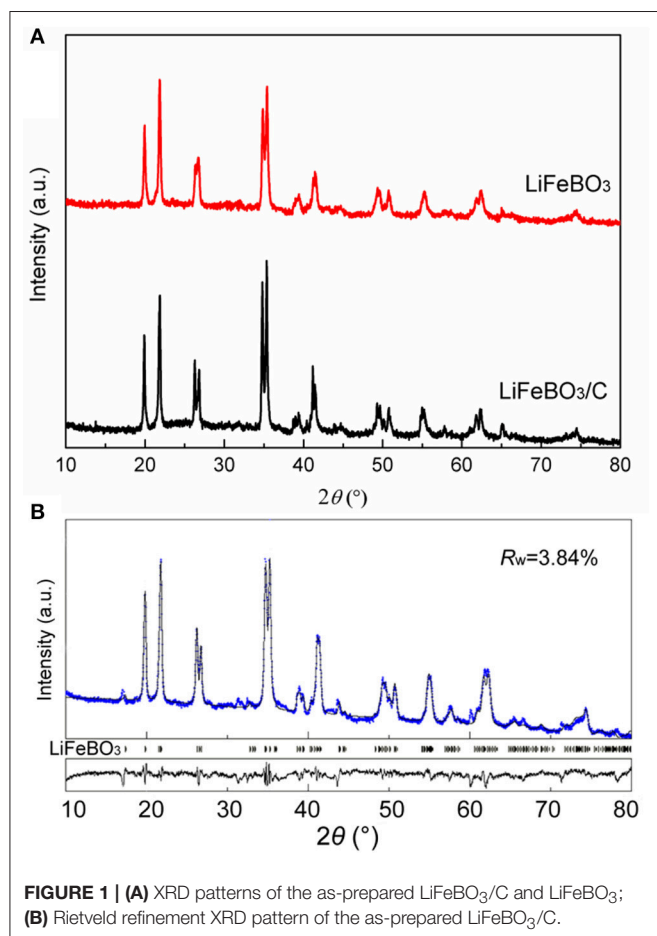 A
Intensity (a.u.)
LiFeBO₃
LiFeBO₃/C
10 20 30 40 50 60 70 80
2θ (°)
B
Intensity (a.u.)
Rw=3.84%
LiFeBO₃
10 20 30 40 50 60 70 80
2θ (°)
FIGURE 1 | (A) XRD patterns of the as-prepared LiFeBO₃/C and LiFeBO₃;
(B) Rietveld refinement XRD pattern of the as-prepared LiFeBO₃/C.